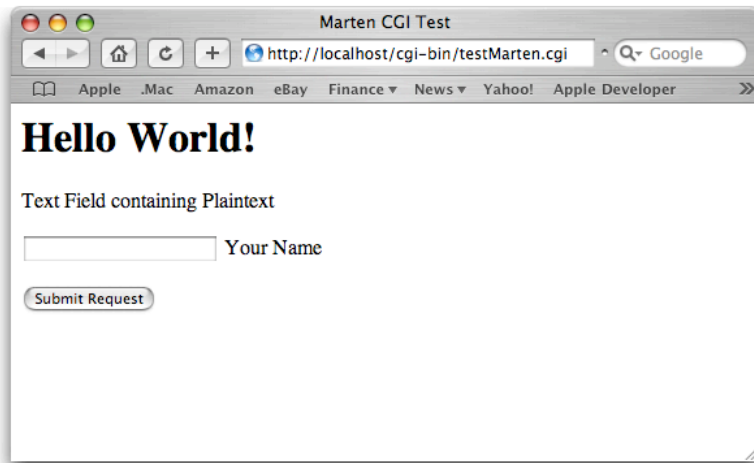 Marten CGI Test
http://localhost/cgi-bin/testMarten.cgi
Google
Apple .Mac Amazon eBay Finance News Yahoo! Apple Developer
Hello World!
Text Field containing Plaintext
Your Name
Submit Request